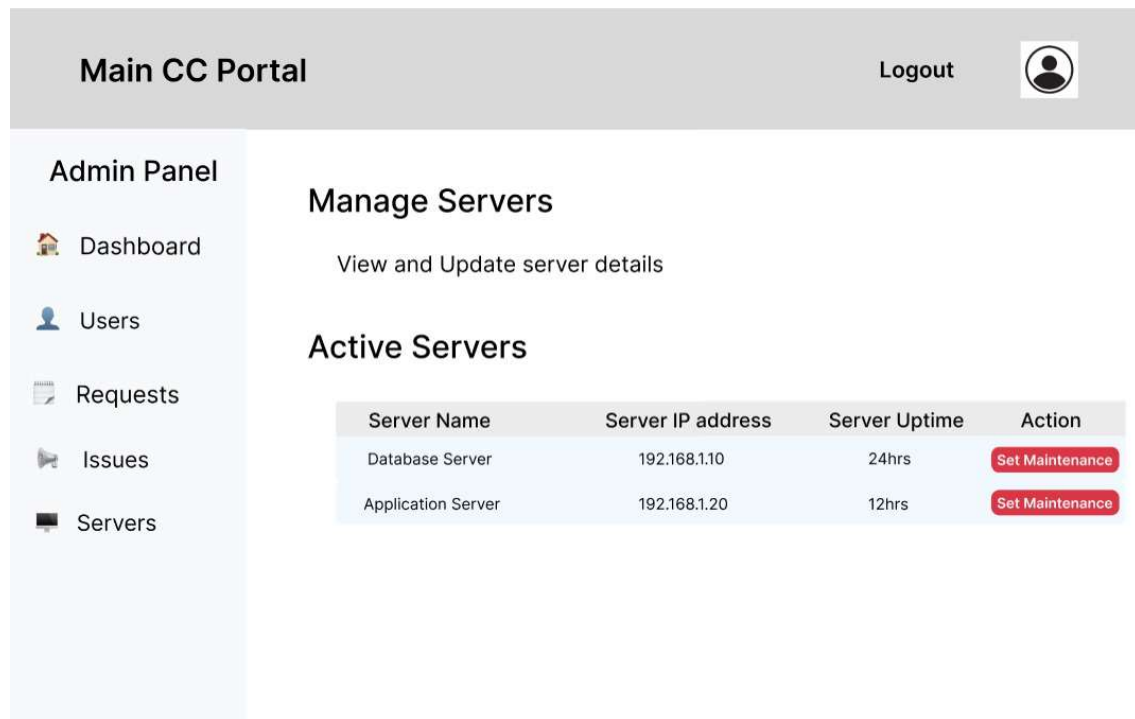 Main CC Portal Logout
Admin Panel
Dashboard
Users
Requests
Issues
Servers
Manage Servers
View and Update server details
Active Servers
Server Name Server IP address Server Uptime Action
Database Server 192.168.1.10 24hrs Set Maintenance
Application Server 192.168.1.20 12hrs Set Maintenance